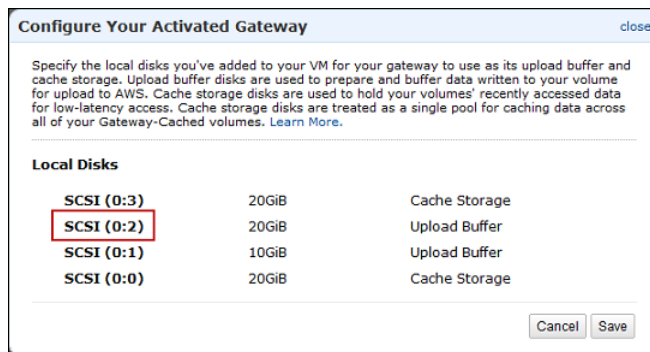 Configure Your Activated Gateway close
Specify the local disks you've added to your VM for your gateway to use as its upload buffer and
cache storage. Upload buffer disks are used to prepare and buffer data written to your volume
for upload to AWS. Cache storage disks are used to hold your volumes' recently accessed data
for low-latency access. Cache storage disks are treated as a single pool for caching data across
all of your Gateway-Cached volumes. Learn More.
Local Disks
SCSI (0:3) 20GiB Cache Storage
SCSI (0:2) 20GiB Upload Buffer
SCSI (0:1) 10GiB Upload Buffer
SCSI (0:0) 20GiB Cache Storage
Cancel Save